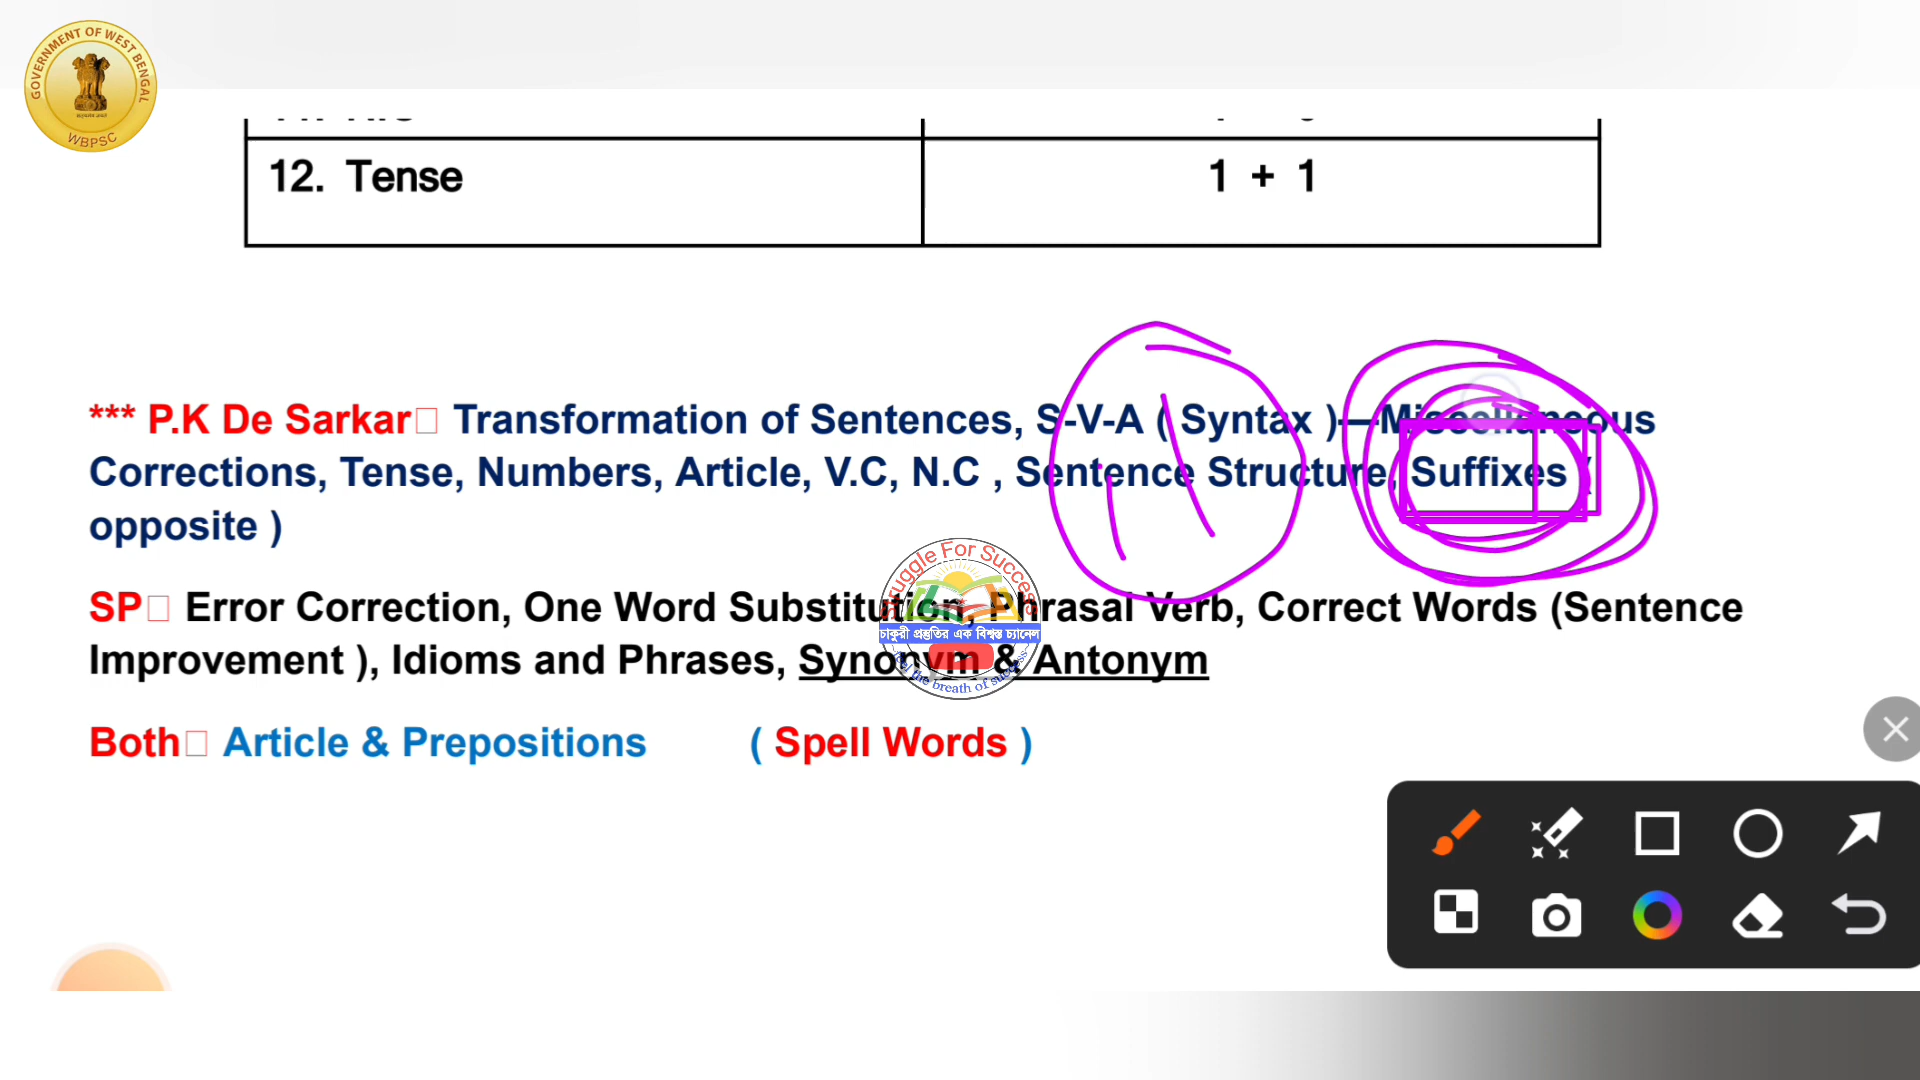 GOVERNMENT OF WEST BENGAL
WBPSC
12. Tense
1 + 1
*** P.K De Sarkar Transformation of Sentences, S-V-A ( Syntax )—Miscellaneous
Corrections, Tense, Numbers, Article, V.C, N.C , Sentence Structure, Suffixes (
opposite )
SP Error Correction, One Word Substitution, Phrasal Verb, Correct Words (Sentence
Improvement ), Idioms and Phrases, Synonym & Antonym
Both Article & Prepositions ( Spell Words )
Struggle For Success
চাকুরী প্রস্তুতির এক বিশ্বস্ত চ্যানেল
~feel the breath of success~